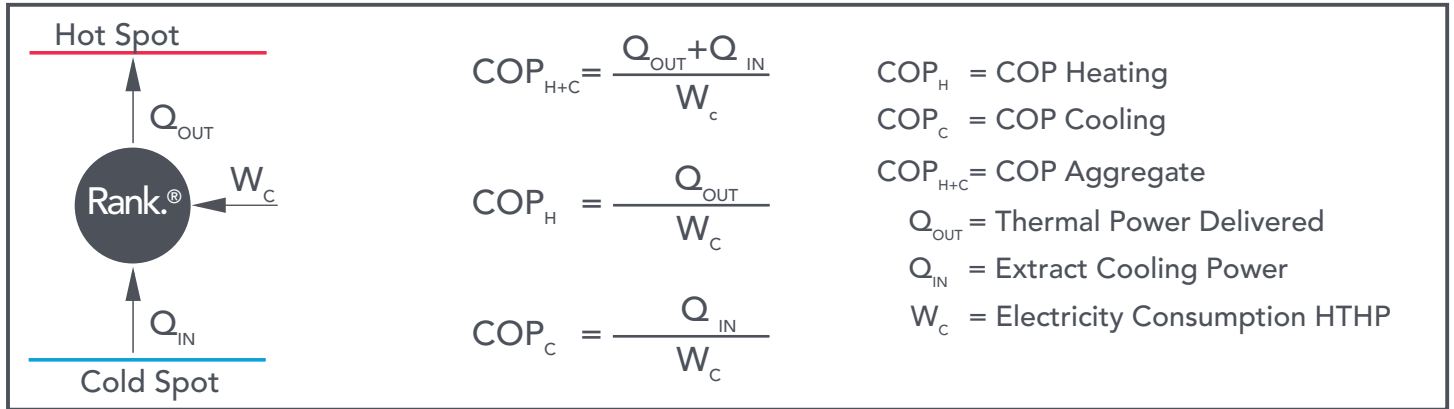 Hot Spot
Q_OUT
Rank.®
W_C
Q_IN
Cold Spot
COP_H+C = Q_OUT+Q_IN / W_c
COP_H = Q_OUT / W_C
COP_C = Q_IN / W_C
COP_H = COP Heating
COP_C = COP Cooling
COP_H+C = COP Aggregate
Q_OUT = Thermal Power Delivered
Q_IN = Extract Cooling Power
W_C = Electricity Consumption HTHP